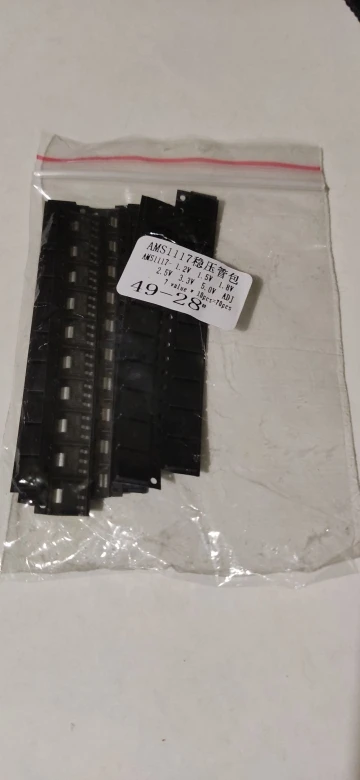 AMS1117稳压管包
AMS1117- 1.2V 1.5V 1.8V
2.5V 3.3V 5.0V ADJ
7 value * 10pcs=70pcs
49-28#